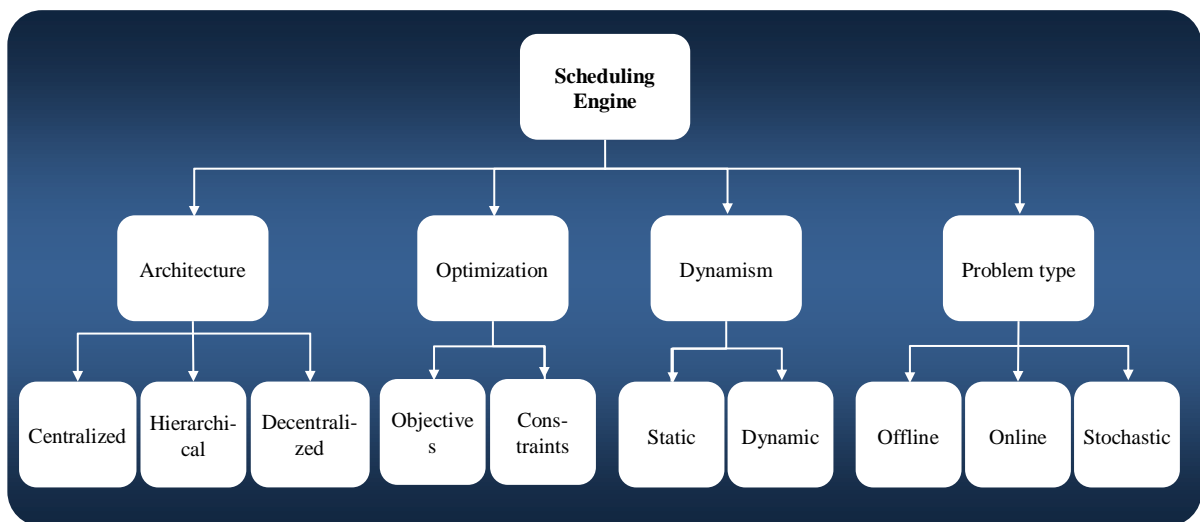 Scheduling
Engine
Architecture
Optimization
Dynamism
Problem type
Centralized
Hierarchi-
cal
Decentrali-
zed
Objective
s
Cons-
traints
Static
Dynamic
Offline
Online
Stochastic